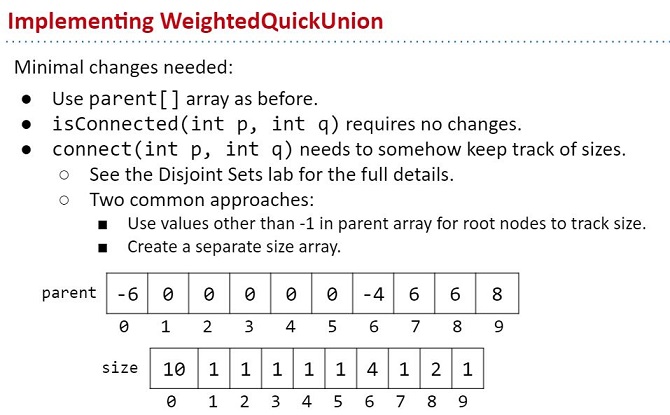 Implementing WeightedQuickUnion
Minimal changes needed:
● Use parent[] array as before.
● isConnected(int p, int q) requires no changes.
● connect(int p, int q) needs to somehow keep track of sizes.
○ See the Disjoint Sets lab for the full details.
○ Two common approaches:
■ Use values other than -1 in parent array for root nodes to track size.
■ Create a separate size array.
parent -6 0 0 0 0 0 -4 6 6 8
0 1 2 3 4 5 6 7 8 9
size 10 1 1 1 1 1 4 1 2 1
0 1 2 3 4 5 6 7 8 9